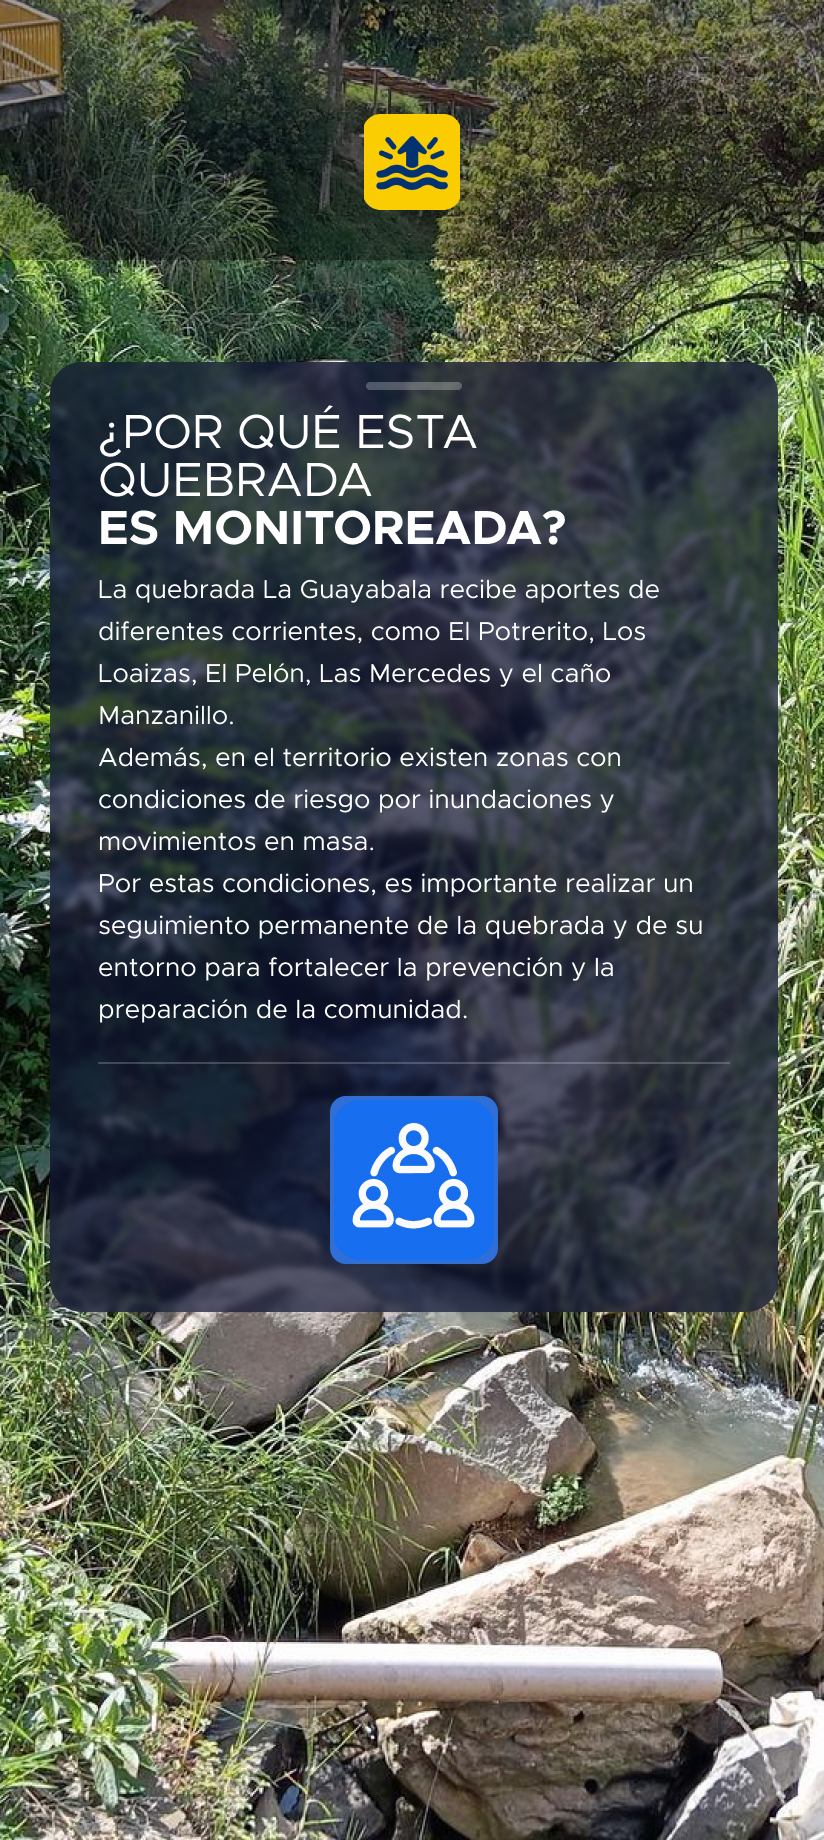 ¿POR QUÉ ESTA
QUEBRADA
ES MONITOREADA?
La quebrada La Guayabala recibe aportes de
diferentes corrientes, como El Potrerito, Los
Loaizas, El Pelón, Las Mercedes y el caño
Manzanillo.
Además, en el territorio existen zonas con
condiciones de riesgo por inundaciones y
movimientos en masa.
Por estas condiciones, es importante realizar un
seguimiento permanente de la quebrada y de su
entorno para fortalecer la prevención y la
preparación de la comunidad.